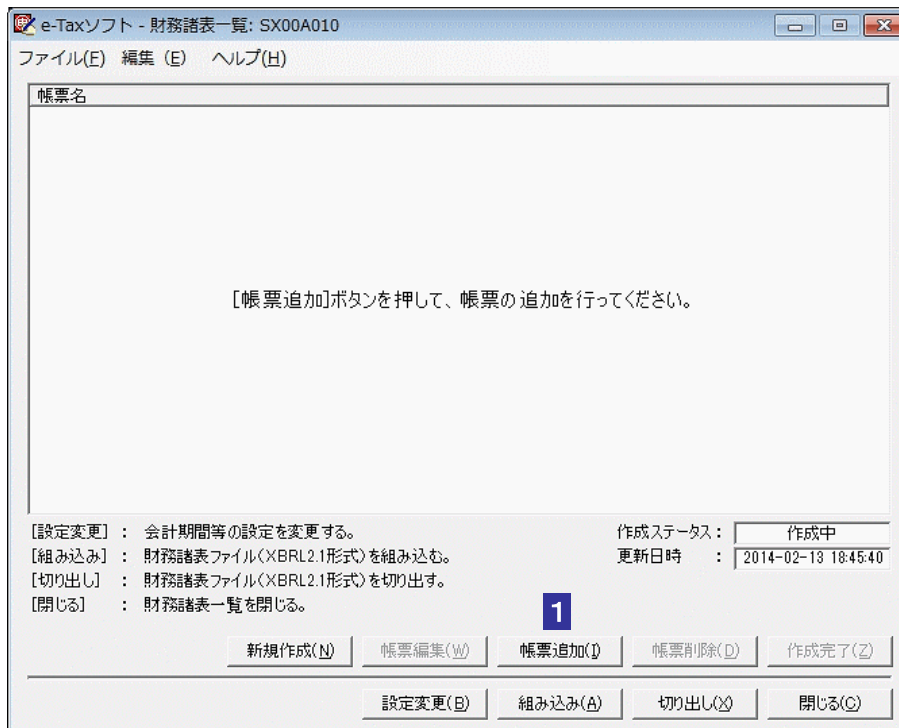 e-Taxソフト - 財務諸表一覧: SX00A010
ファイル(F) 編集(E) ヘルプ(H)
帳票名
[帳票追加]ボタンを押して、帳票の追加を行ってください。
[設定変更] : 会計期間等の設定を変更する。 作成ステータス: 作成中
[組み込み] : 財務諸表ファイル(XBRL2.1形式)を組み込む。 更新日時 : 2014-02-13 18:45:40
[切り出し] : 財務諸表ファイル(XBRL2.1形式)を切り出す。
[閉じる] : 財務諸表一覧を閉じる。
1
新規作成(N) 帳票編集(W) 帳票追加(I) 帳票削除(D) 作成完了(Z)
設定変更(B) 組み込み(A) 切り出し(X) 閉じる(C)